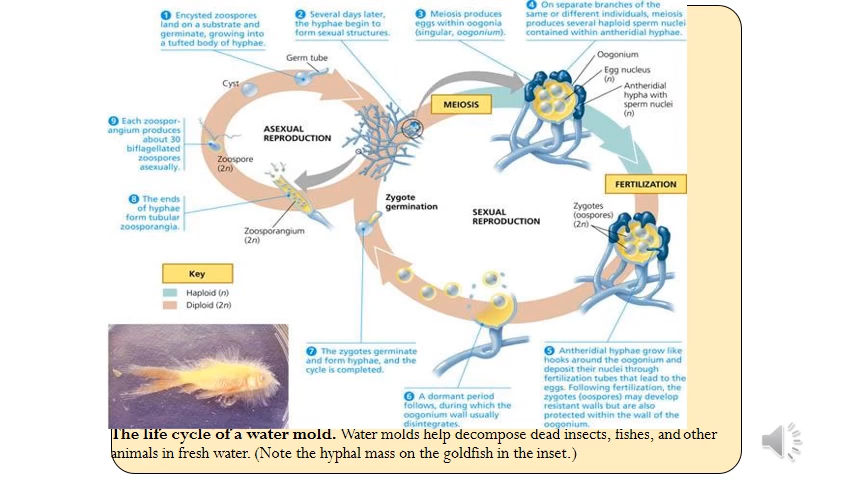 1 Encysted zoospores
land on a substrate and
germinate, growing into
a tufted body of hyphae.
2 Several days later,
the hyphae begin to
form sexual structures.
3 Meiosis produces
eggs within oogonia
(singular, oogonium).
4 On separate branches of the
same or different individuals, meiosis
produces several haploid sperm nuclei
contained within antheridial hyphae.
Germ tube
Cyst
Oogonium
Egg nucleus
(n)
Antheridial
hypha with
sperm nuclei
(n)
MEIOSIS
9 Each zoospor-
angium produces
about 30
biflagellated
zoospores
asexually.
ASEXUAL
REPRODUCTION
Zoospore
(2n)
FERTILIZATION
8 The ends
of hyphae
form tubular
zoosporangia.
Zygote
germination
SEXUAL
REPRODUCTION
Zygotes
(oospores)
(2n)
Zoosporangium
(2n)
Key
Haploid (n)
Diploid (2n)
7 The zygotes germinate
and form hyphae, and the
cycle is completed.
6 A dormant period
follows, during which the
oogonium wall usually
disintegrates.
5 Antheridial hyphae grow like
hooks around the oogonium and
deposit their nuclei through
fertilization tubes that lead to the
eggs. Following fertilization, the
zygotes (oospores) may develop
resistant walls but are also
protected within the wall of the
oogonium.
The life cycle of a water mold. Water molds help decompose dead insects, fishes, and other
animals in fresh water. (Note the hyphal mass on the goldfish in the inset.)